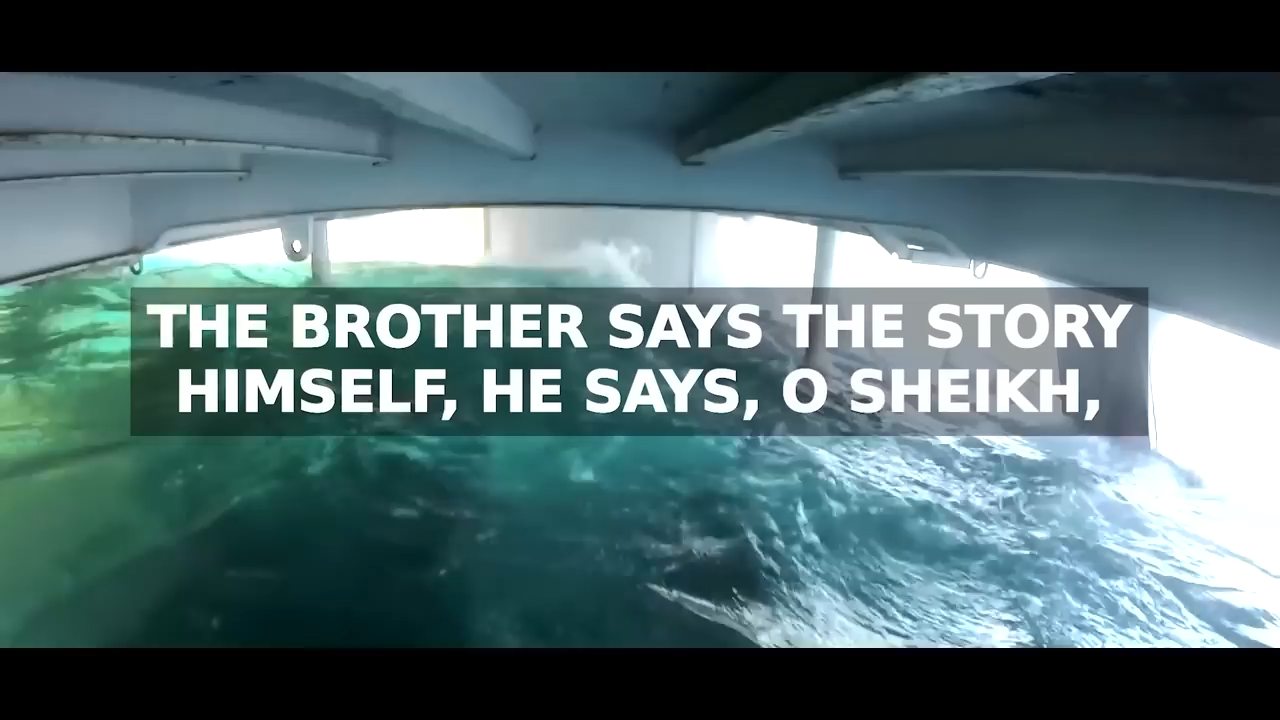 THE BROTHER SAYS THE STORY
HIMSELF, HE SAYS, O SHEIKH,